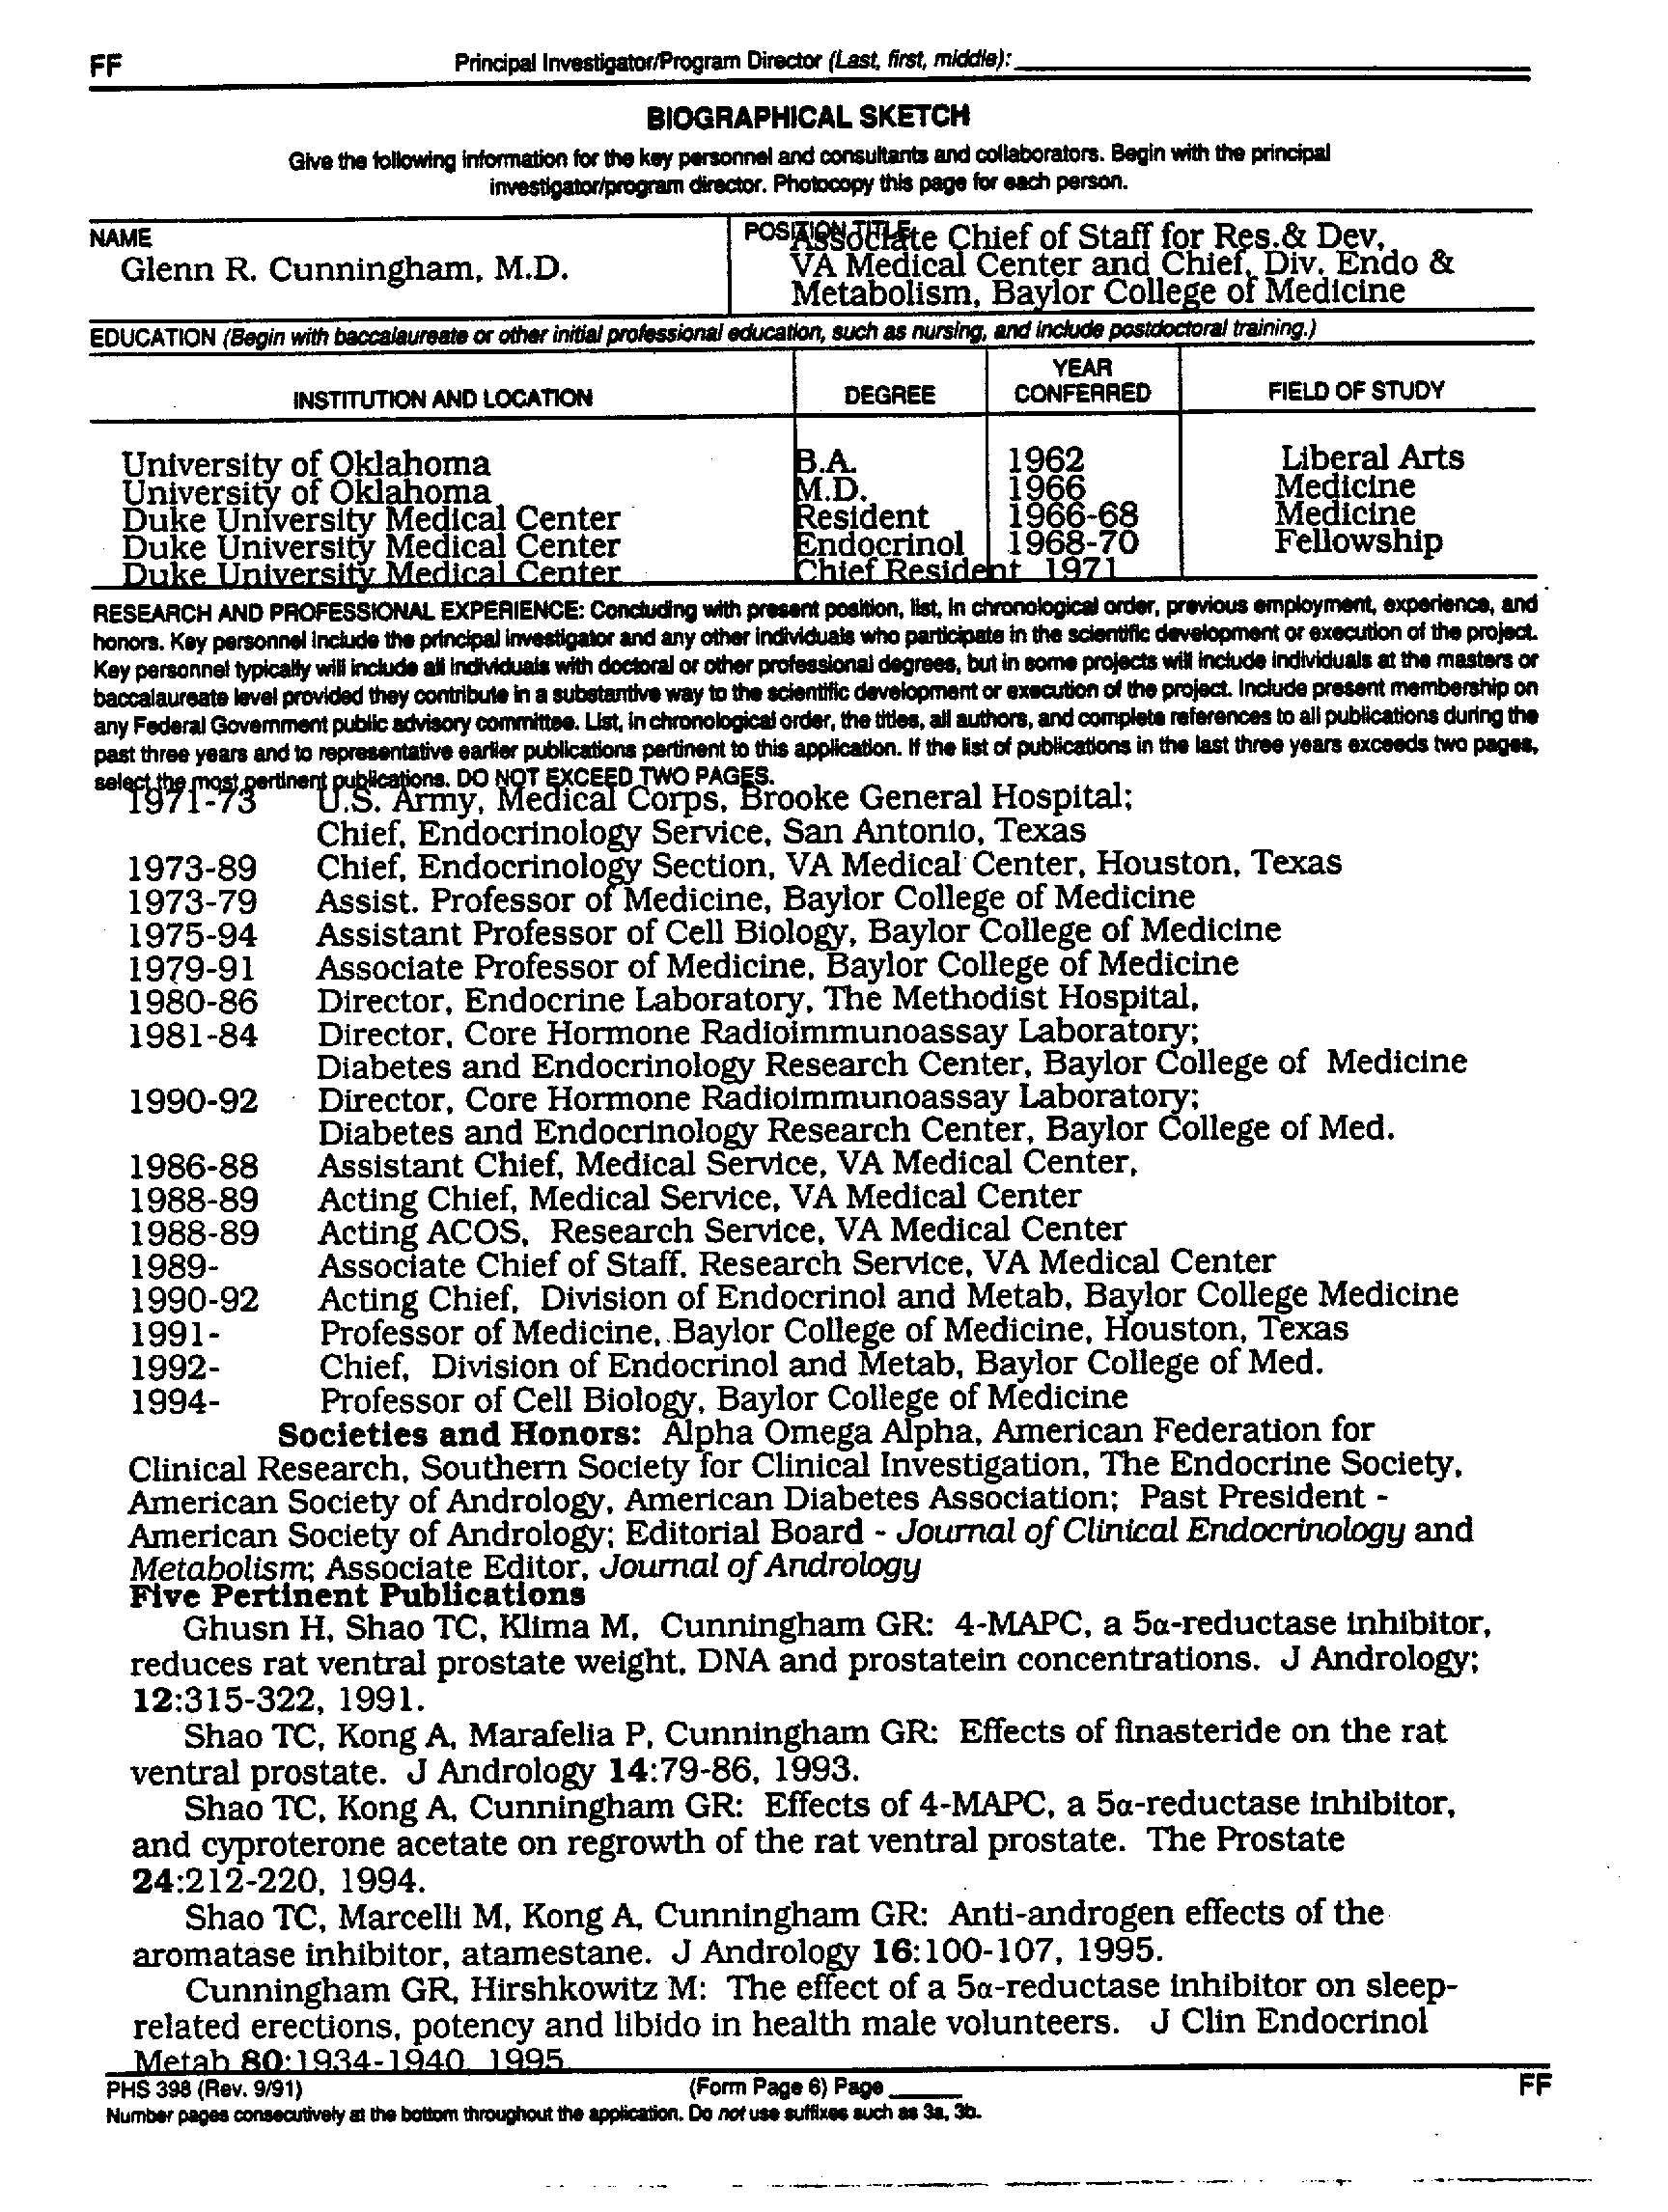 FF Principal Investigator/Program Director (Last, first, middle):
BIOGRAPHICAL SKETCH
Give the following information for the key personnel and consultants and collaborators. Begin with the principal
investigator/program director. Photocopy this page for each person.
NAME
Glenn R. Cunningham, M.D.
POSITION TITLE
Associate Chief of Staff for Res.& Dev,
VA Medical Center and Chief, Div. Endo &
Metabolism, Baylor College of Medicine
EDUCATION (Begin with baccalaureate or other initial professional education, such as nursing, and include postdoctoral training.)
INSTITUTION AND LOCATION DEGREE YEAR CONFERRED FIELD OF STUDY
University of Oklahoma B.A. 1962 Liberal Arts
University of Oklahoma M.D. 1966 Medicine
Duke University Medical Center Resident 1966-68 Medicine
Duke University Medical Center Endocrinol 1968-70 Fellowship
Duke University Medical Center Chief Resident 1971
RESEARCH AND PROFESSIONAL EXPERIENCE: Concluding with present position, list, in chronological order, previous employment, experience, and
honors. Key personnel include the principal investigator and any other individuals who participate in the scientific development or execution of the project.
Key personnel typically will include all individuals with doctoral or other professional degrees, but in some projects will include individuals at the masters or
baccalaureate level provided they contribute in a substantive way to the scientific development or execution of the project. Include present membership on
any Federal Government public advisory committee. List, in chronological order, the titles, all authors, and complete references to all publications during the
past three years and to representative earlier publications pertinent to this application. If the list of publications in the last three years exceeds two pages,
select the most pertinent publications. DO NOT EXCEED TWO PAGES.
1971-73 U.S. Army, Medical Corps, Brooke General Hospital;
Chief, Endocrinology Service, San Antonio, Texas
1973-89 Chief, Endocrinology Section, VA Medical Center, Houston, Texas
1973-79 Assist. Professor of Medicine, Baylor College of Medicine
1975-94 Assistant Professor of Cell Biology, Baylor College of Medicine
1979-91 Associate Professor of Medicine, Baylor College of Medicine
1980-86 Director, Endocrine Laboratory, The Methodist Hospital,
1981-84 Director, Core Hormone Radioimmunoassay Laboratory;
Diabetes and Endocrinology Research Center, Baylor College of Medicine
1990-92 Director, Core Hormone Radioimmunoassay Laboratory;
Diabetes and Endocrinology Research Center, Baylor College of Med.
1986-88 Assistant Chief, Medical Service, VA Medical Center,
1988-89 Acting Chief, Medical Service, VA Medical Center
1988-89 Acting ACOS, Research Service, VA Medical Center
1989- Associate Chief of Staff, Research Service, VA Medical Center
1990-92 Acting Chief, Division of Endocrinol and Metab, Baylor College Medicine
1991- Professor of Medicine, Baylor College of Medicine, Houston, Texas
1992- Chief, Division of Endocrinol and Metab, Baylor College of Med.
1994- Professor of Cell Biology, Baylor College of Medicine
Societies and Honors: Alpha Omega Alpha, American Federation for
Clinical Research, Southern Society for Clinical Investigation, The Endocrine Society,
American Society of Andrology, American Diabetes Association; Past President -
American Society of Andrology; Editorial Board - Journal of Clinical Endocrinology and
Metabolism; Associate Editor, Journal of Andrology
Five Pertinent Publications
Ghusn H, Shao TC, Klima M, Cunningham GR: 4-MAPC, a 5α-reductase inhibitor,
reduces rat ventral prostate weight, DNA and prostatein concentrations. J Andrology;
12:315-322, 1991.
Shao TC, Kong A, Marafelia P, Cunningham GR: Effects of finasteride on the rat
ventral prostate. J Andrology 14:79-86, 1993.
Shao TC, Kong A, Cunningham GR: Effects of 4-MAPC, a 5α-reductase inhibitor,
and cyproterone acetate on regrowth of the rat ventral prostate. The Prostate
24:212-220, 1994.
Shao TC, Marcelli M, Kong A, Cunningham GR: Anti-androgen effects of the
aromatase inhibitor, atamestane. J Andrology 16:100-107, 1995.
Cunningham GR, Hirshkowitz M: The effect of a 5α-reductase inhibitor on sleep-
related erections, potency and libido in health male volunteers. J Clin Endocrinol
Metab 80:1934-1940, 1995.
PHS 398 (Rev. 9/91) (Form Page 6) Page FF
Number pages consecutively at the bottom throughout the application. Do not use suffixes such as 3a, 3b.